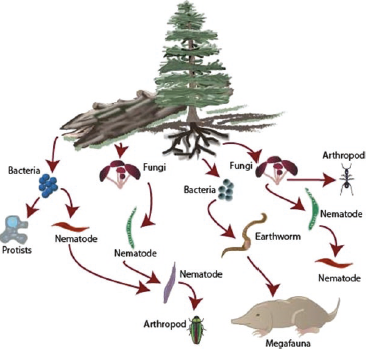 Arthropod
Bacteria
Fungi
Fungi
Bacteria
Nematode
Earthworm
Protists
Nematode
Nematode
Nematode
Nematode
Arthropod
Megafauna